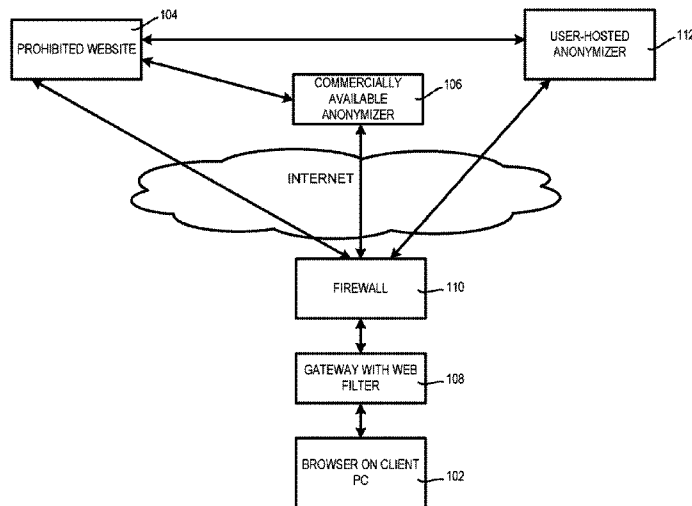 104
PROHIBITED WEBSITE
USER-HOSTED
ANONYMIZER
112
COMMERCIALLY
AVAILABLE
ANONYMIZER
106
INTERNET
FIREWALL
110
GATEWAY WITH WEB
FILTER
108
BROWSER ON CLIENT
PC
102